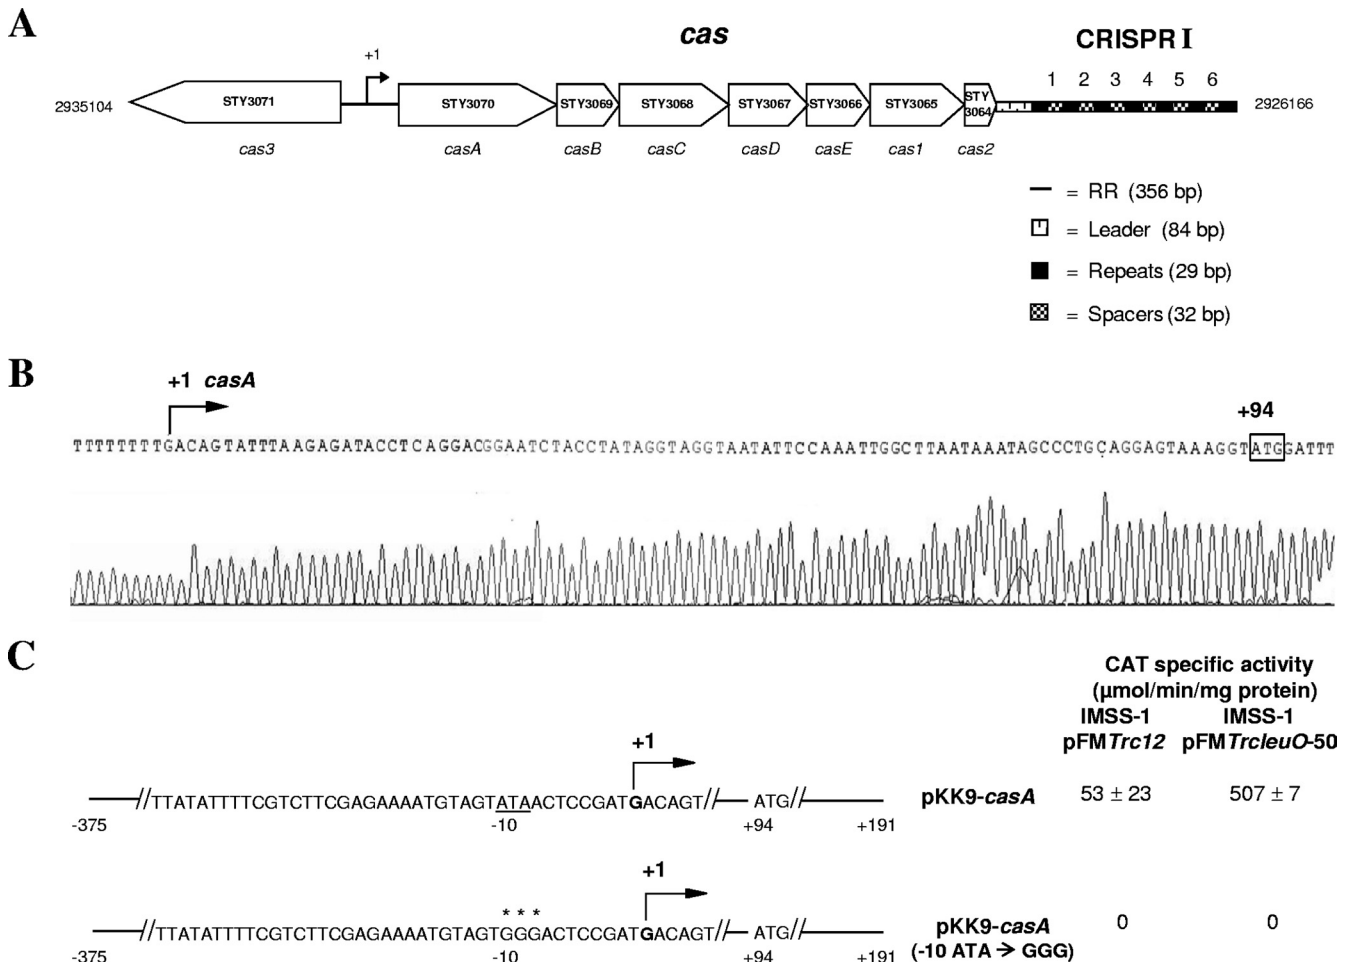 A
cas
CRISPR I
+1
1 2 3 4 5 6
2935104
STY3071
STY3070
STY3069
STY3068
STY3067
STY3066
STY3065
STY
3064
2926166
cas3
casA
casB
casC
casD
casE
cas1
cas2
= RR (356 bp)
= Leader (84 bp)
= Repeats (29 bp)
= Spacers (32 bp)
B
+1 casA
+94
TTTTTTTTGACAGTATTTAAGAGATACCTCAGGACGGAATCTACCTATAGGTAGGTAATATTCCAAATTGGCTTAATAAATAGCCCTGCAGGAGTAAAGGTATGGATTT
C
CAT specific activity
(µmol/min/mg protein)
IMSS-1 IMSS-1
pFMTrc12 pFMTrcleuO-50
+1
//TTATATTTTCGTCTTCGAGAAAATGTAGTATAACTCCGATGACAGT// ATG//
pKK9-casA 53 ± 23 507 ± 7
-375 -10 +94 +191
+1
* * *
//TTATATTTTCGTCTTCGAGAAAATGTAGTGGGACTCCGATGACAGT// ATG//
pKK9-casA 0 0
(-10 ATA → GGG)
-375 -10 +94 +191